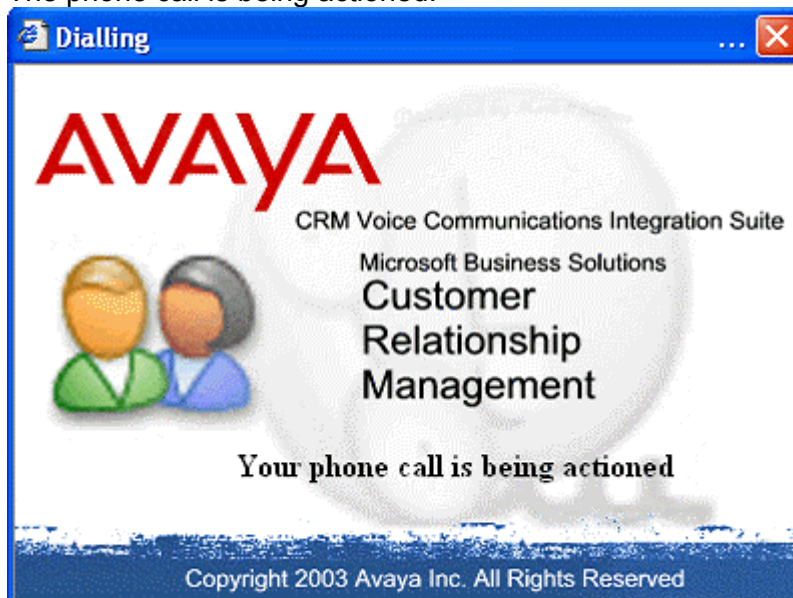 The phone call is being actioned.
Dialling ...
AVAYA
CRM Voice Communications Integration Suite
Microsoft Business Solutions
Customer
Relationship
Management
Your phone call is being actioned
Copyright 2003 Avaya Inc. All Rights Reserved